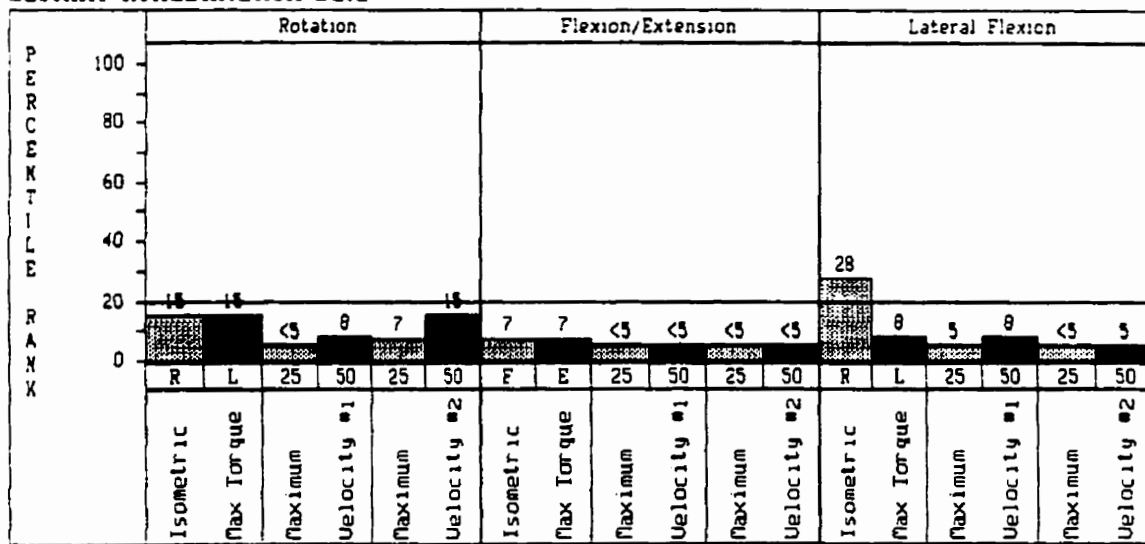 Rotation Flexion/Extension Lateral Flexion
PERCENTILE RANK
100
80
60
40
20
0
15 15 <5 8 7 15 7 7 <5 <5 <5 <5 28 8 5 8 <5 5
R L 25 50 25 50 F E 25 50 25 50 R L 25 50 25 50
Isometric
Max Torque
Maximum
Velocity #1
Maximum
Velocity #2
Isometric
Max Torque
Maximum
Velocity #1
Maximum
Velocity #2
Isometric
Max Torque
Maximum
Velocity #1
Maximum
Velocity #2